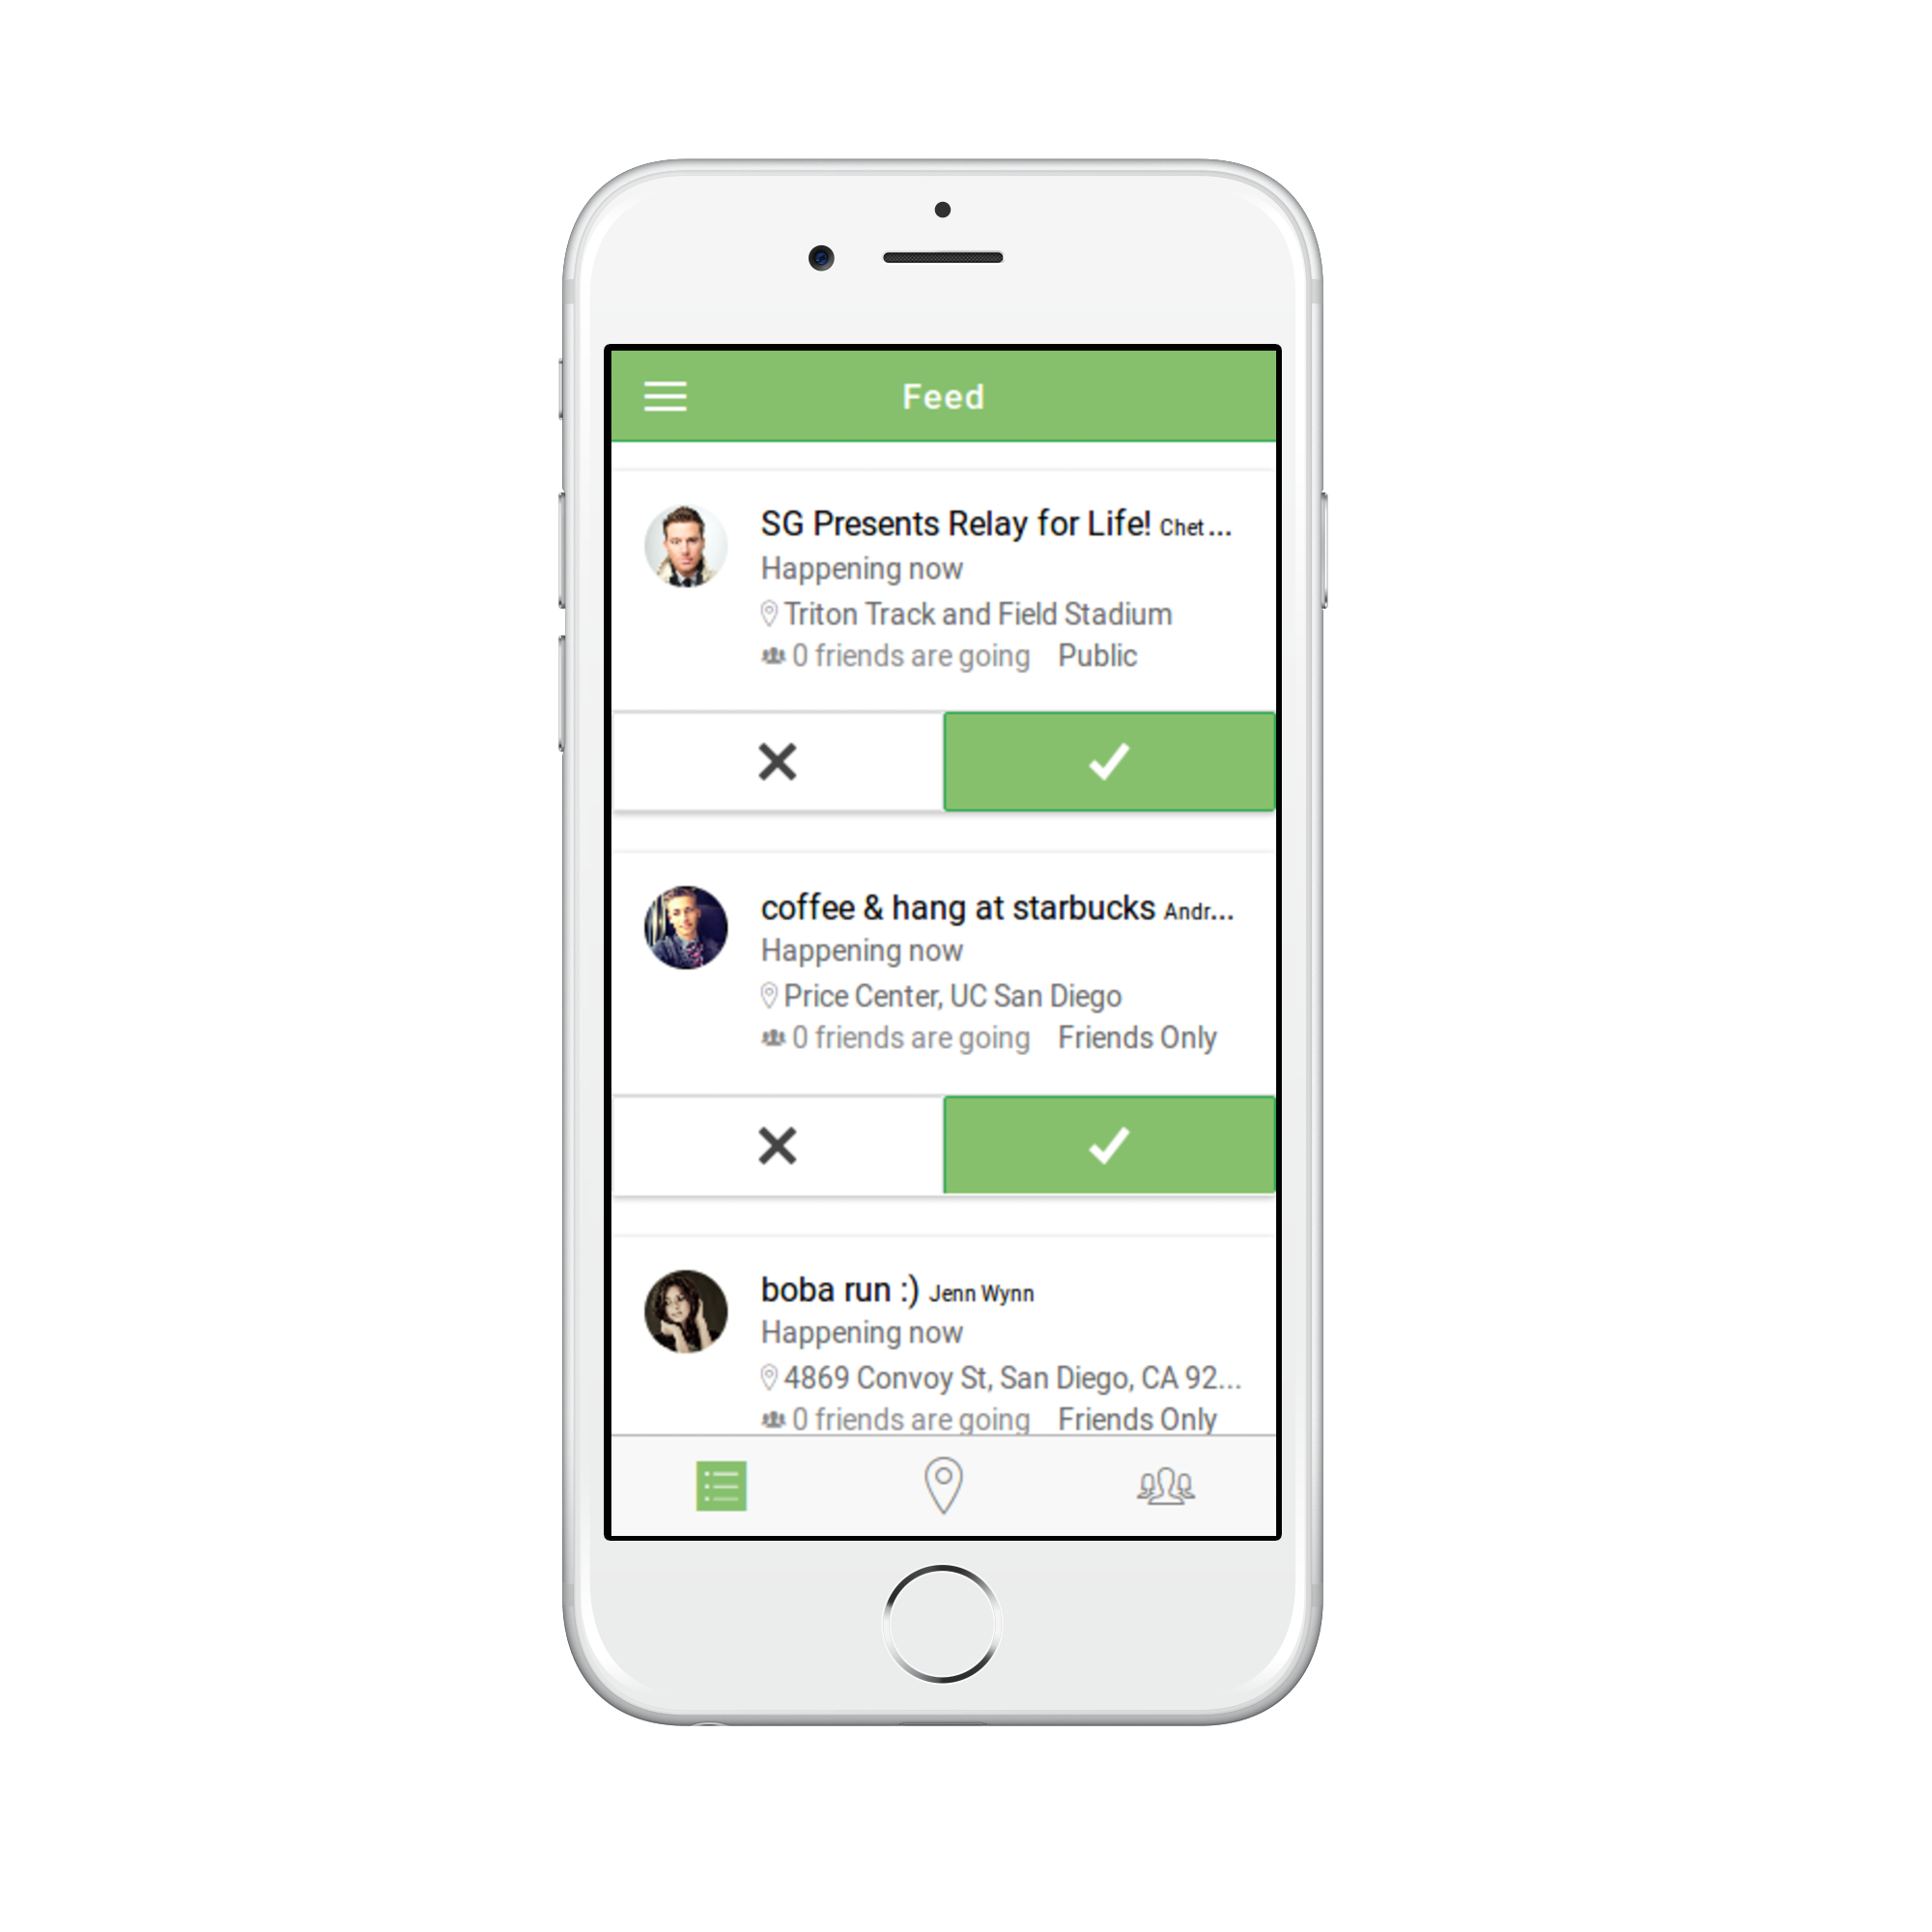 Feed
SG Presents Relay for Life! Chet...
Happening now
Triton Track and Field Stadium
0 friends are going Public
coffee & hang at starbucks Andr...
Happening now
Price Center, UC San Diego
0 friends are going Friends Only
boba run :) Jenn Wynn
Happening now
4869 Convoy St, San Diego, CA 92...
0 friends are going Friends Only